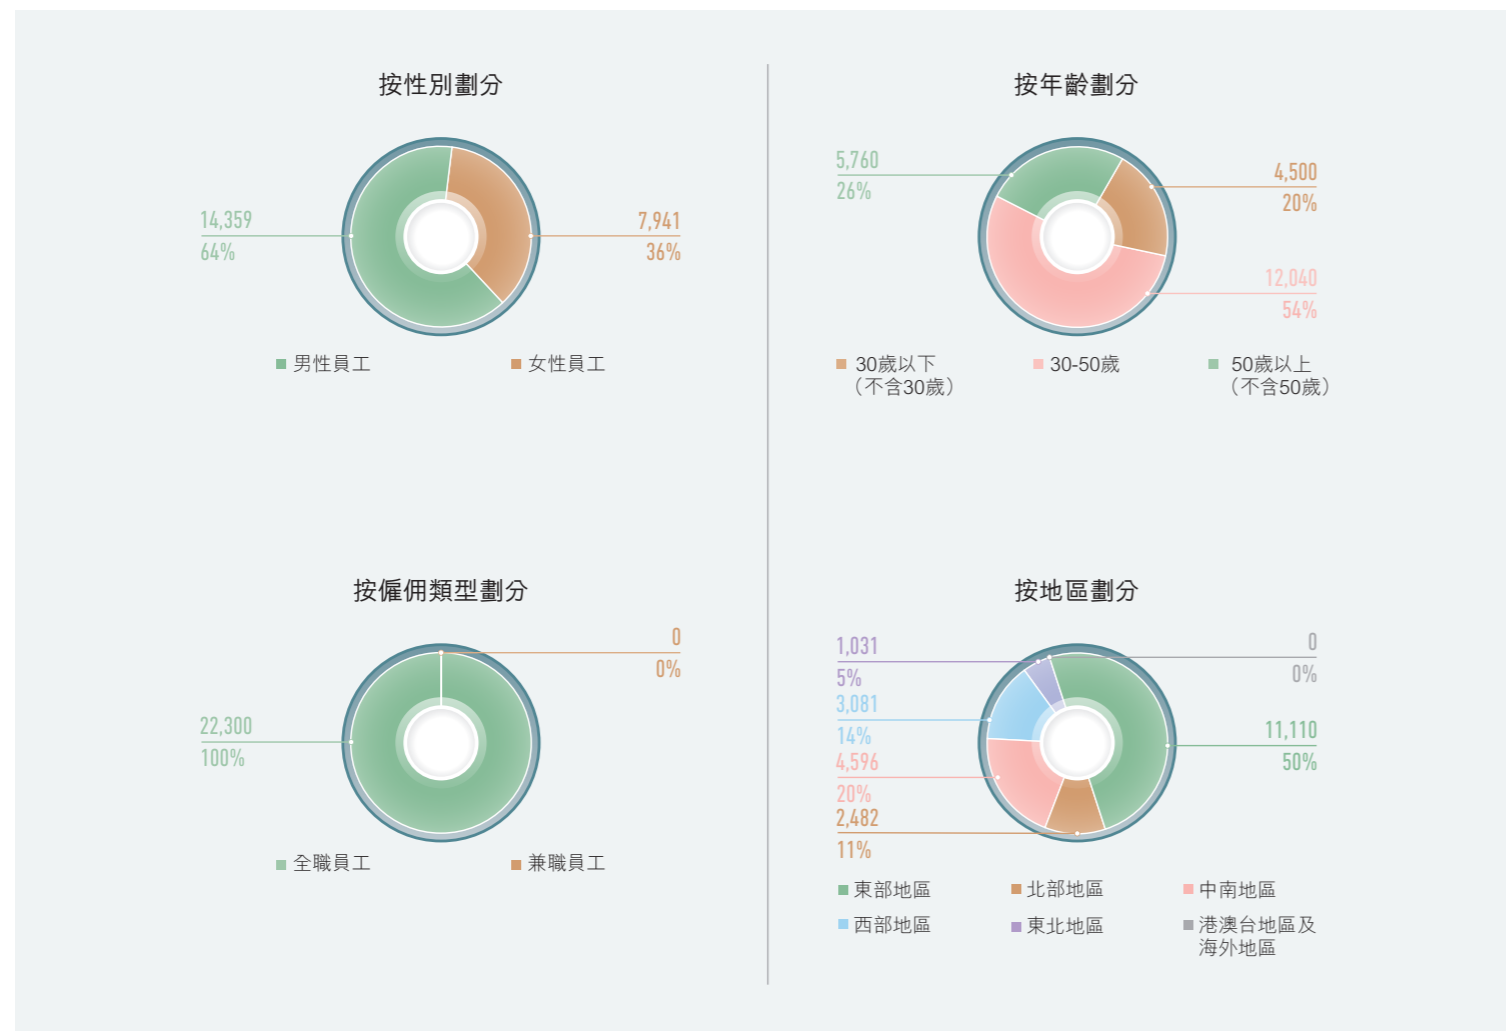 按性別劃分
14,359
64%
7,941
36%
男性員工
女性員工
按年齡劃分
5,760
26%
4,500
20%
12,040
54%
30歲以下
（不含30歲）
30-50歲
50歲以上
（不含50歲）
按僱佣類型劃分
0
0%
22,300
100%
全職員工
兼職員工
按地區劃分
1,031
5%
3,081
14%
4,596
20%
2,482
11%
0
0%
11,110
50%
東部地區
北部地區
中南地區
西部地區
東北地區
港澳台地區及
海外地區